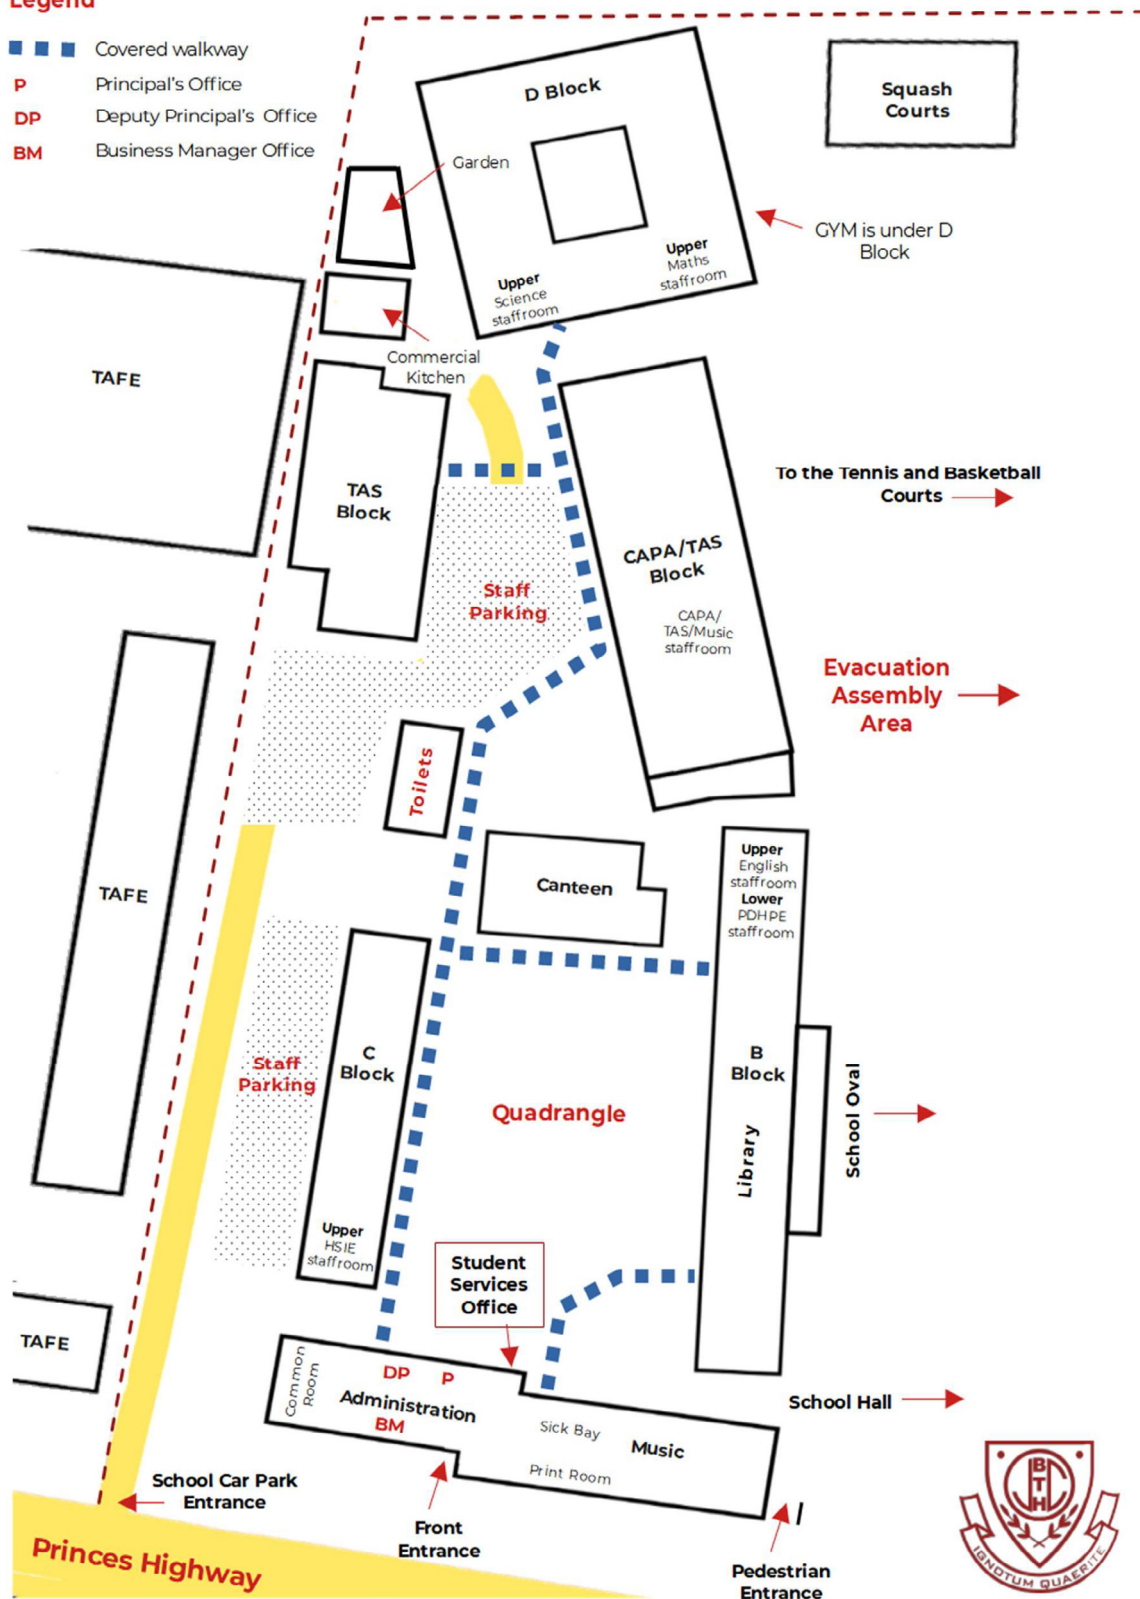 Legend
Covered walkway
P Principal's Office
DP Deputy Principal's Office
BM Business Manager Office
D Block
Squash
Courts
Garden
GYM is under D
Block
Upper
Maths
staffroom
Upper
Science
staffroom
Commercial
Kitchen
TAFE
TAS
Block
To the Tennis and Basketball
Courts
CAPA/TAS
Block
CAPA/
TAS/Music
staffroom
Staff
Parking
Evacuation
Assembly
Area
Toilets
Canteen
Upper
English
staffroom
Lower
PDHPE
staffroom
TAFE
C
Block
Staff
Parking
B
Block
Quadrangle
Library
School Oval
Upper
HSIE
staffroom
Student
Services
Office
TAFE
Common
Room
DP P
Administration
BM
Sick Bay
Music
Print Room
School Hall
School Car Park
Entrance
Front
Entrance
Pedestrian
Entrance
Princes Highway
BTH
IGNOTUM QUAERITE